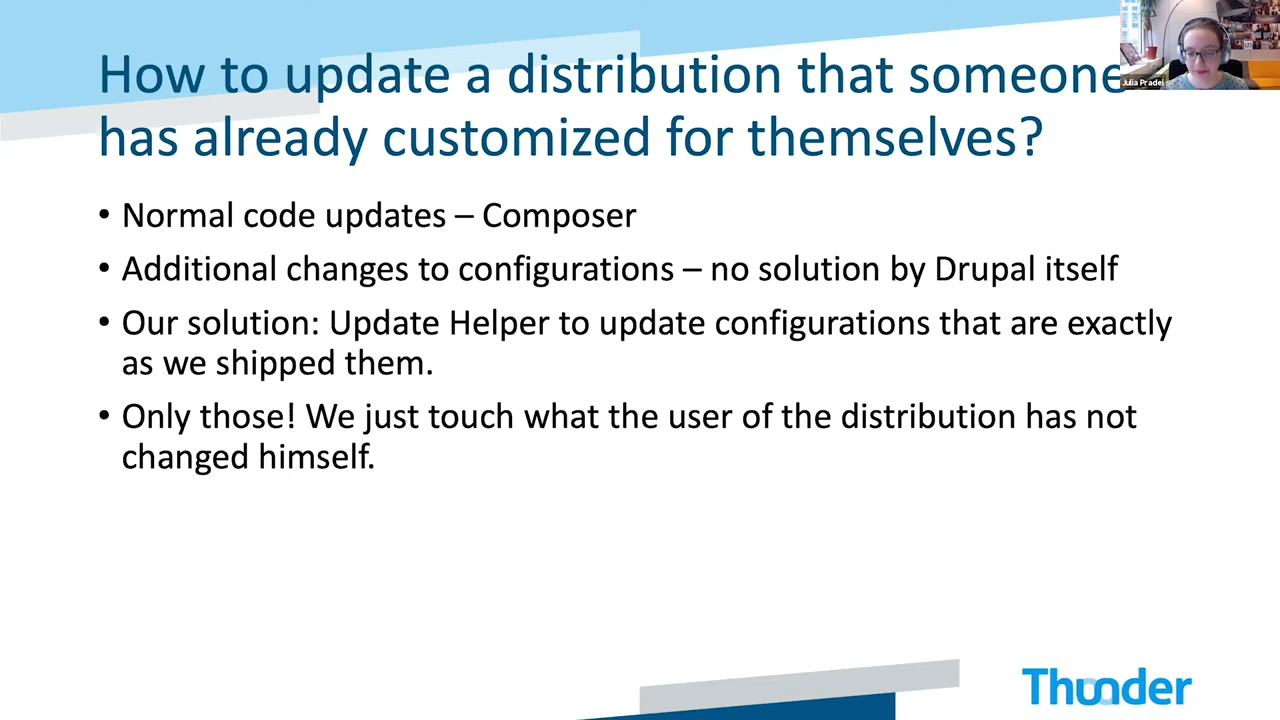 How to update a distribution that someone
has already customized for themselves?
Julia Pradel
• Normal code updates – Composer
• Additional changes to configurations – no solution by Drupal itself
• Our solution: Update Helper to update configurations that are exactly
as we shipped them.
• Only those! We just touch what the user of the distribution has not
changed himself.
Thunder